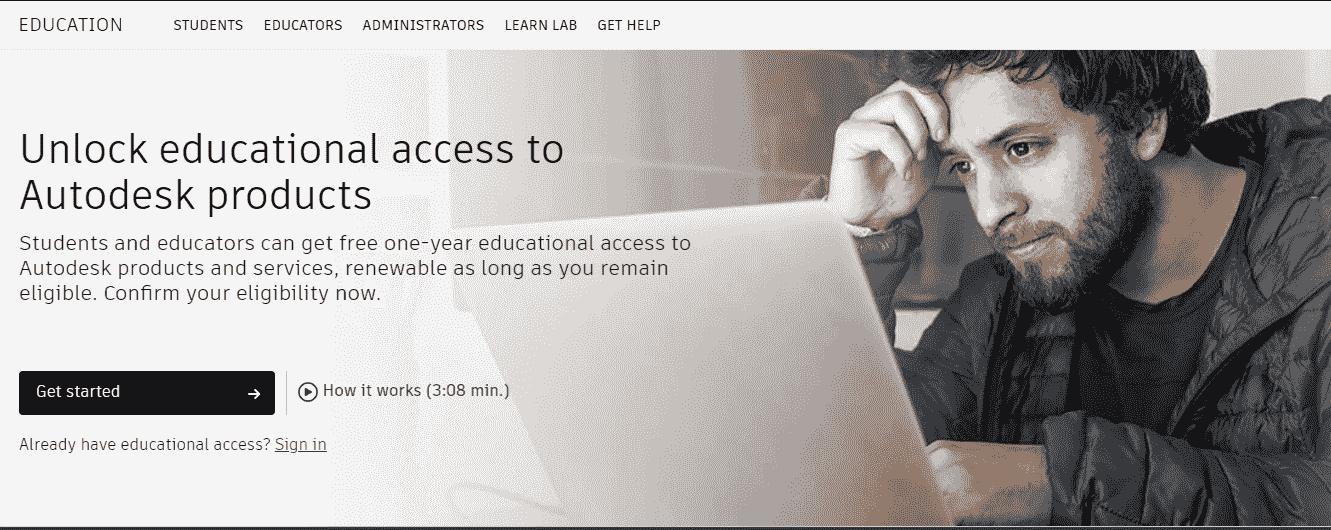 EDUCATION STUDENTS EDUCATORS ADMINISTRATORS LEARN LAB GET HELP
Unlock educational access to
Autodesk products
Students and educators can get free one-year educational access to
Autodesk products and services, renewable as long as you remain
eligible. Confirm your eligibility now.
Get started
How it works (3:08 min.)
Already have educational access? Sign in